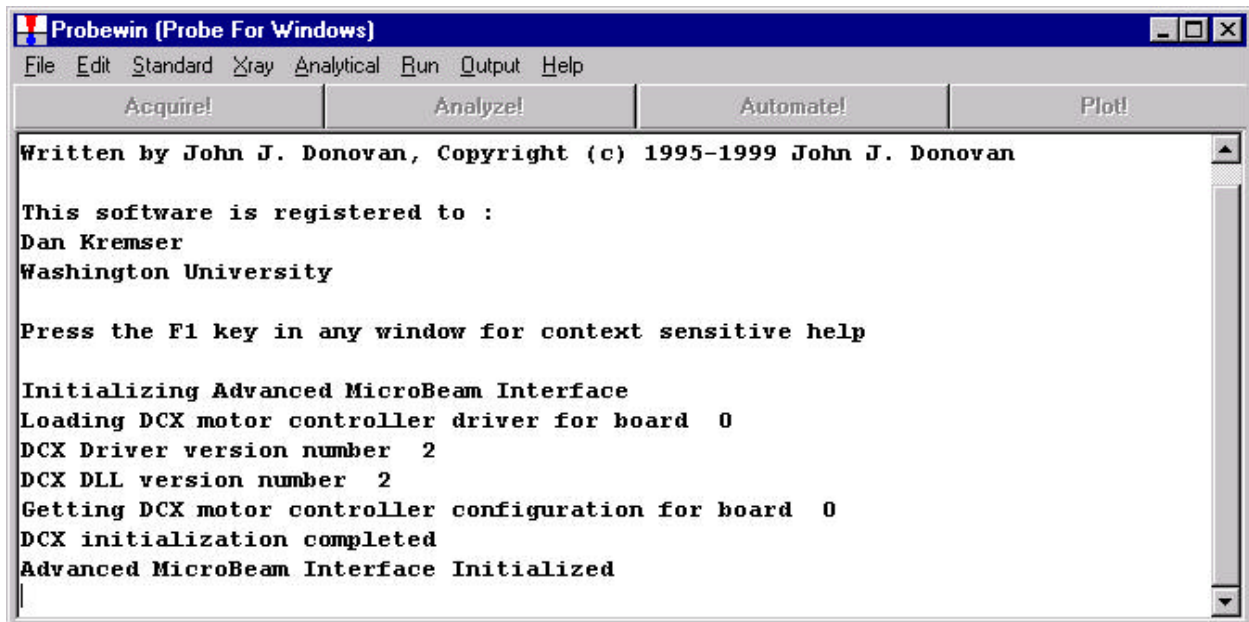 Probewin (Probe For Windows)
File Edit Standard Xray Analytical Run Output Help
Acquire! Analyze! Automate! Plot!
Written by John J. Donovan, Copyright (c) 1995-1999 John J. Donovan
This software is registered to :
Dan Kremser
Washington University
Press the F1 key in any window for context sensitive help
Initializing Advanced MicroBeam Interface
Loading DCX motor controller driver for board 0
DCX Driver version number 2
DCX DLL version number 2
Getting DCX motor controller configuration for board 0
DCX initialization completed
Advanced MicroBeam Interface Initialized